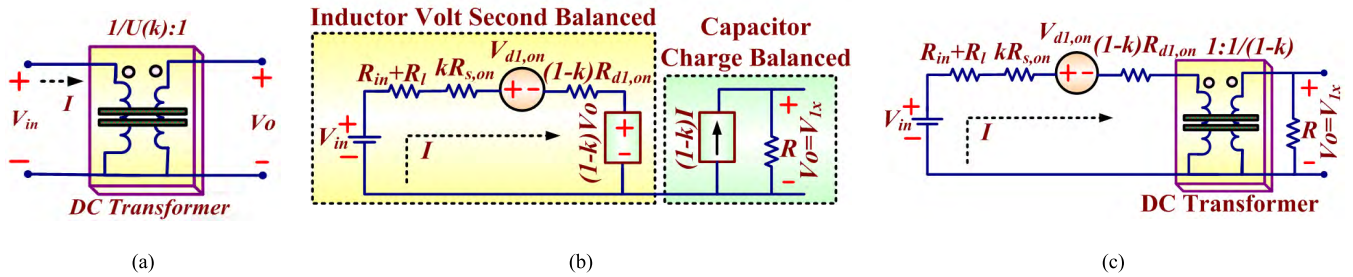 1/U(k):1
+
I
V_in
−
+
Vo
−
DC Transformer
(a)
Inductor Volt Second Balanced
V_d1,on
R_in+R_l kR_s,on
+ −
(1-k)R_d1,on
V_in
+
−
I
(1-k)Vo
+
−
Capacitor
Charge Balanced
(1-k)I
R
+
Vo=V_1x
−
(b)
V_d1,on
R_in+R_l kR_s,on
+ −
(1-k)R_d1,on
1:1/(1-k)
V_in
+
−
I
R
+
Vo=V_1x
−
DC Transformer
(c)